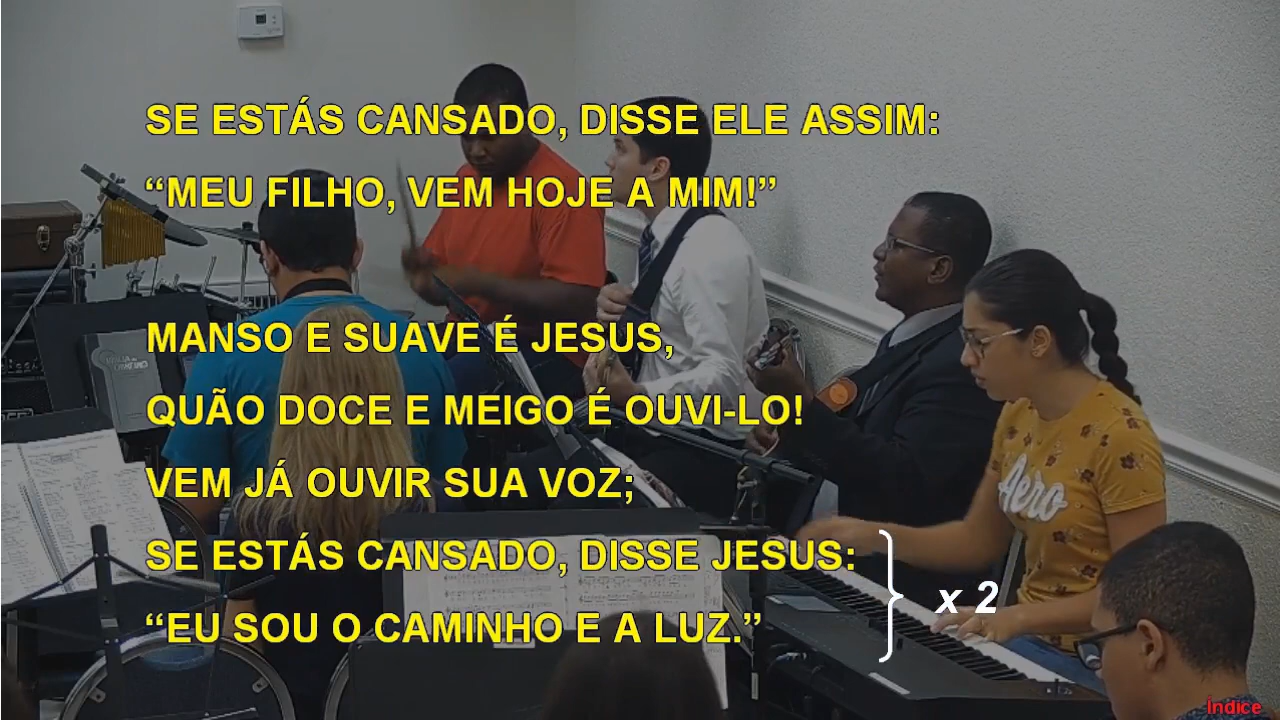 SE ESTÁS CANSADO, DISSE ELE ASSIM:
“MEU FILHO, VEM HOJE A MIM!”
MANSO E SUAVE É JESUS,
QUÃO DOCE E MEIGO É OUVI-LO!
VEM JÁ OUVIR SUA VOZ;
SE ESTÁS CANSADO, DISSE JESUS:
“EU SOU O CAMINHO E A LUZ.”
x 2
Aero
Índice